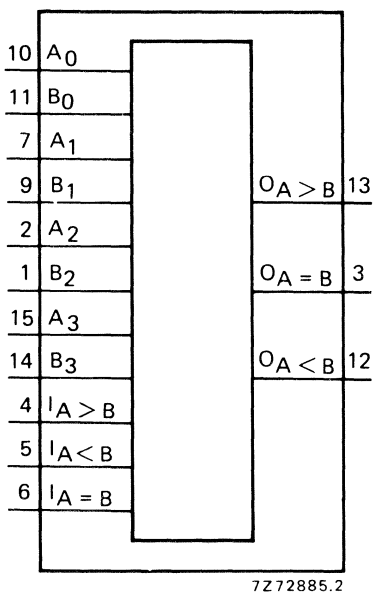 10 A0
11 B0
7 A1
9 B1
2 A2
1 B2
15 A3
14 B3
4 IA > B
5 IA < B
6 IA = B
OA > B 13
OA = B 3
OA < B 12
7Z72885.2